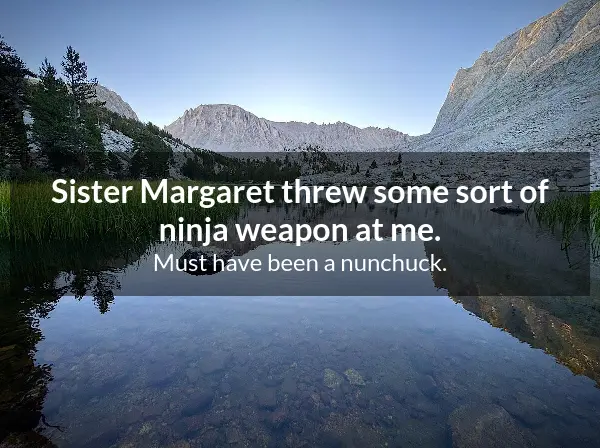 Sister Margaret threw some sort of
ninja weapon at me.
Must have been a nunchuck.